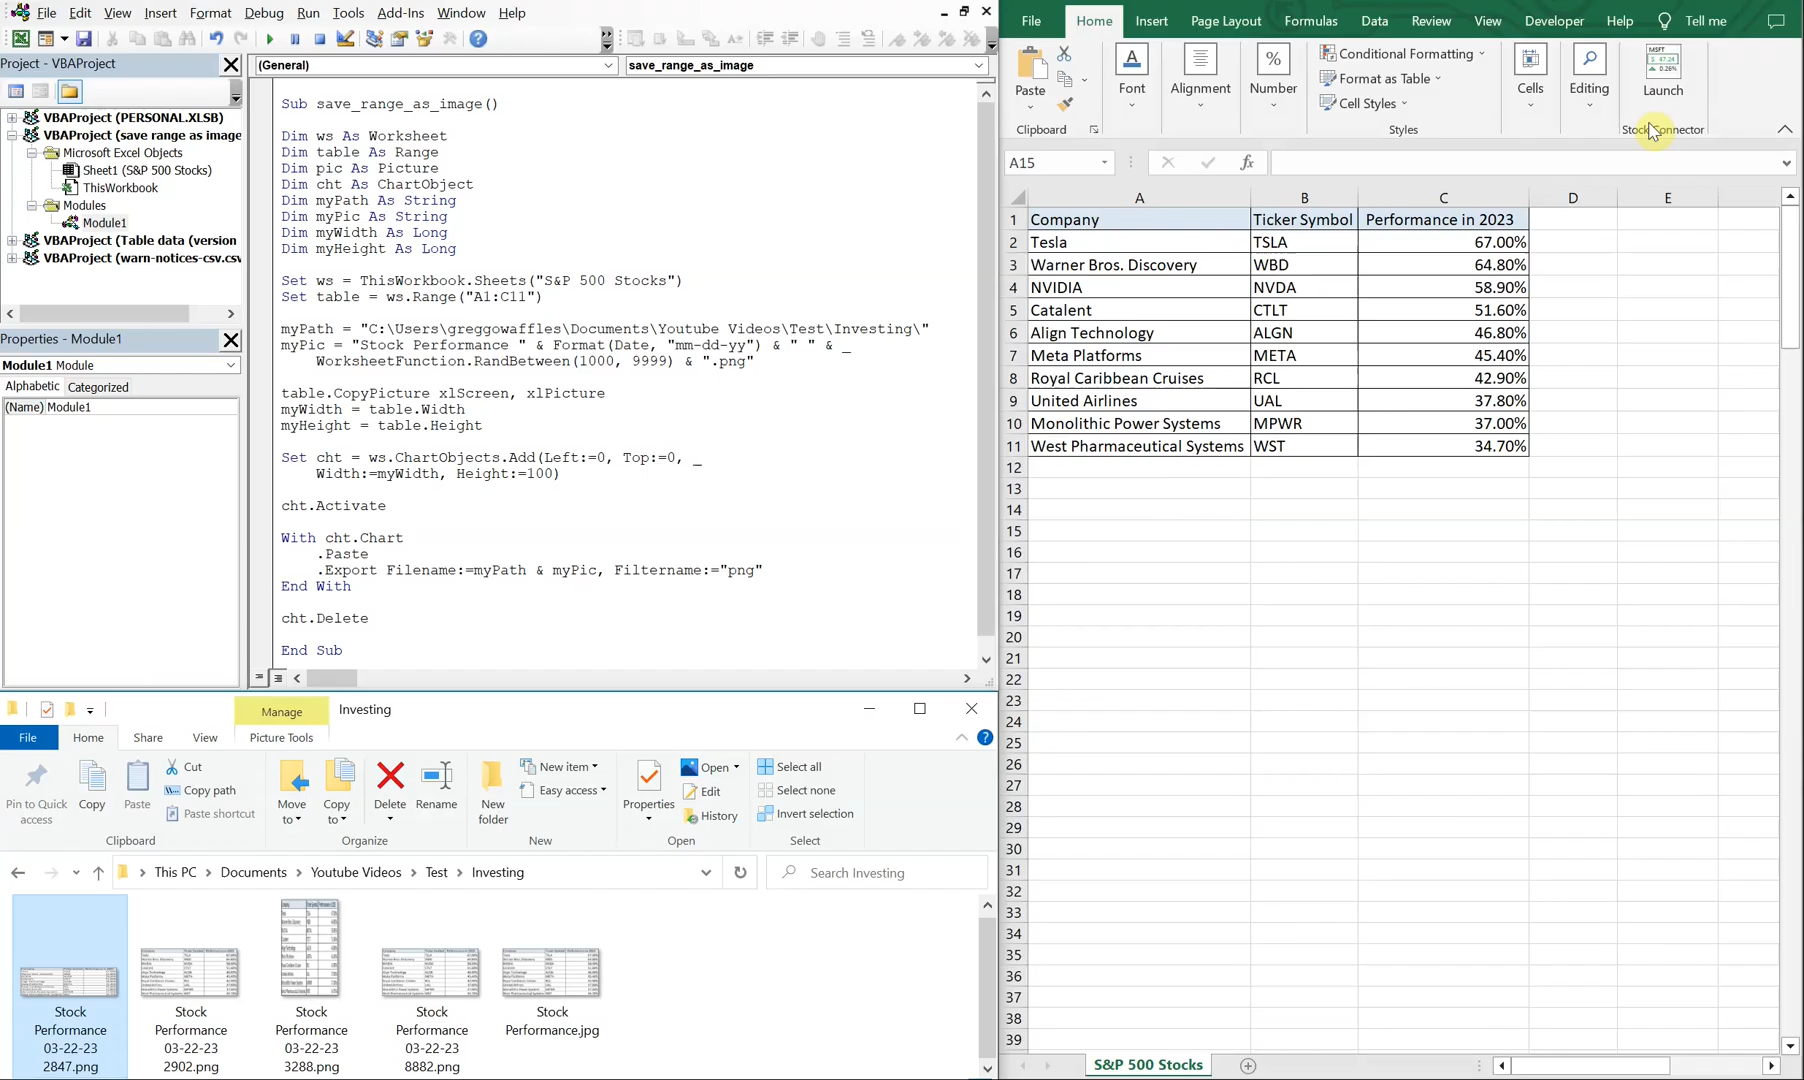 File Edit View Insert Format Debug Run Tools Add-Ins Window Help
Project - VBAProject
VBAProject (PERSONAL.XLSB)
VBAProject (save range as image
Microsoft Excel Objects
Sheet1 (S&P 500 Stocks)
ThisWorkbook
Modules
Module1
VBAProject (Table data (version
VBAProject (warn-notices-csv.csv
Properties - Module1
Module1 Module
Alphabetic Categorized
(Name) Module1
(General) save_range_as_image
Sub save_range_as_image()
Dim ws As Worksheet
Dim table As Range
Dim pic As Picture
Dim cht As ChartObject
Dim myPath As String
Dim myPic As String
Dim myWidth As Long
Dim myHeight As Long
Set ws = ThisWorkbook.Sheets("S&P 500 Stocks")
Set table = ws.Range("A1:C11")
myPath = "C:\Users\greggowaffles\Documents\Youtube Videos\Test\Investing\"
myPic = "Stock Performance " & Format(Date, "mm-dd-yy") & " " & _
WorksheetFunction.RandBetween(1000, 9999) & ".png"
table.CopyPicture xlScreen, xlPicture
myWidth = table.Width
myHeight = table.Height
Set cht = ws.ChartObjects.Add(Left:=0, Top:=0, _
Width:=myWidth, Height:=100)
cht.Activate
With cht.Chart
.Paste
.Export Filename:=myPath & myPic, Filtername:="png"
End With
cht.Delete
End Sub
Manage Investing
File Home Share View Picture Tools
Pin to Quick access
Copy
Paste
Cut
Copy path
Paste shortcut
Clipboard
Move to
Copy to
Delete
Rename
Organize
New folder
New item
Easy access
New
Properties
Open
Edit
History
Open
Select all
Select none
Invert selection
Select
This PC Documents Youtube Videos Test Investing
Search Investing
Stock Performance 03-22-23 2847.png
Stock Performance 03-22-23 2902.png
Stock Performance 03-22-23 3288.png
Stock Performance 03-22-23 8882.png
Stock Performance.jpg
File Home Insert Page Layout Formulas Data Review View Developer Help Tell me
Paste
Clipboard
Font
Alignment
Number
Conditional Formatting
Format as Table
Cell Styles
Styles
Cells
Editing
MSFT
47.24
0.26%
Launch
A15 fx
A B C D E
1 Company Ticker Symbol Performance in 2023
2 Tesla TSLA 67.00%
3 Warner Bros. Discovery WBD 64.80%
4 NVIDIA NVDA 58.90%
5 Catalent CTLT 51.60%
6 Align Technology ALGN 46.80%
7 Meta Platforms META 45.40%
8 Royal Caribbean Cruises RCL 42.90%
9 United Airlines UAL 37.80%
10 Monolithic Power Systems MPWR 37.00%
11 West Pharmaceutical Systems WST 34.70%
12
13
14
15
16
17
18
19
20
21
22
23
24
25
26
27
28
29
30
31
32
33
34
35
36
37
38
39
S&P 500 Stocks